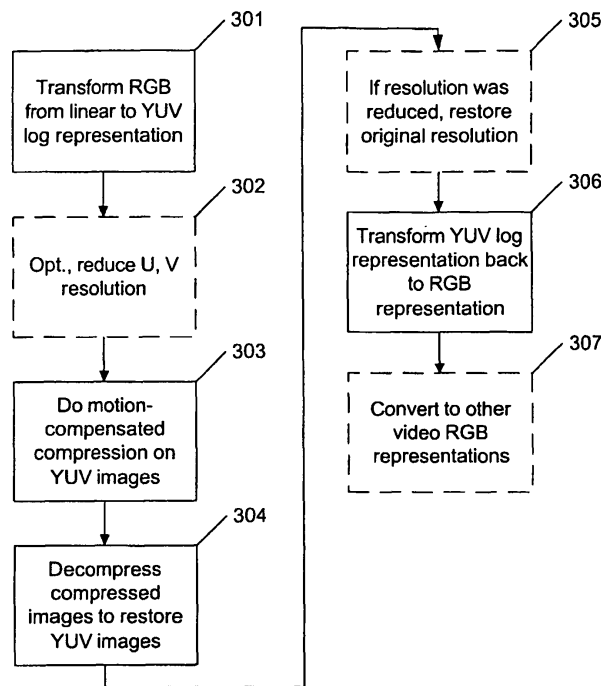 301
Transform RGB
from linear to YUV
log representation
302
Opt., reduce U, V
resolution
303
Do motion-
compensated
compression on
YUV images
304
Decompress
compressed
images to restore
YUV images
305
If resolution was
reduced, restore
original resolution
306
Transform YUV log
representation back
to RGB
representation
307
Convert to other
video RGB
representations